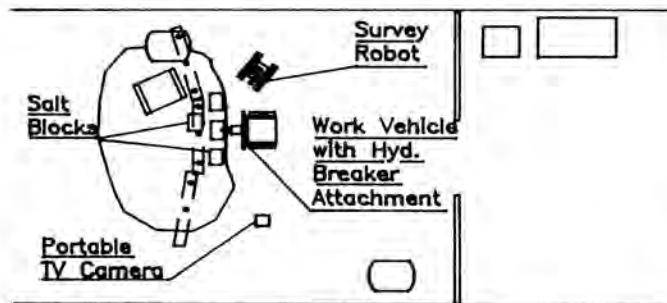 Survey
Robot
Salt
Blocks
Work Vehicle
with Hyd.
Breaker
Attachment
Portable
TV Camera